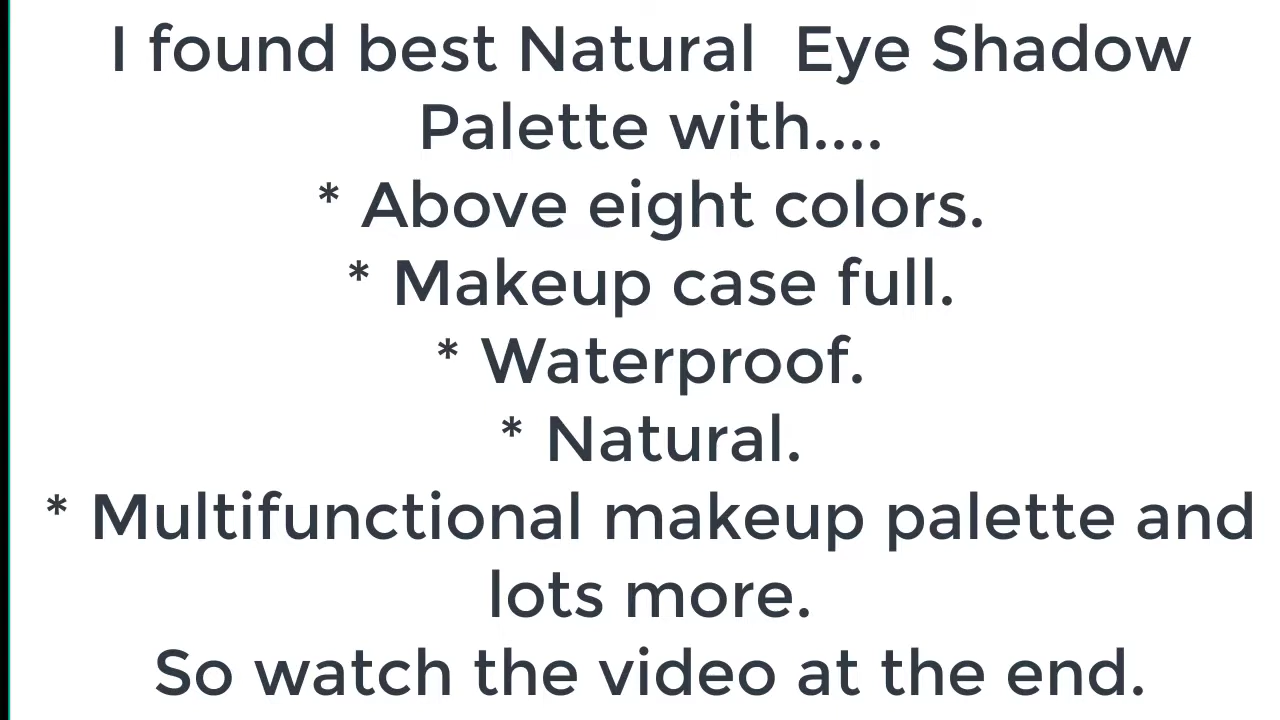 I found best Natural  Eye Shadow
Palette with....
* Above eight colors.
* Makeup case full.
* Waterproof.
* Natural.
* Multifunctional makeup palette and
lots more.
So watch the video at the end.